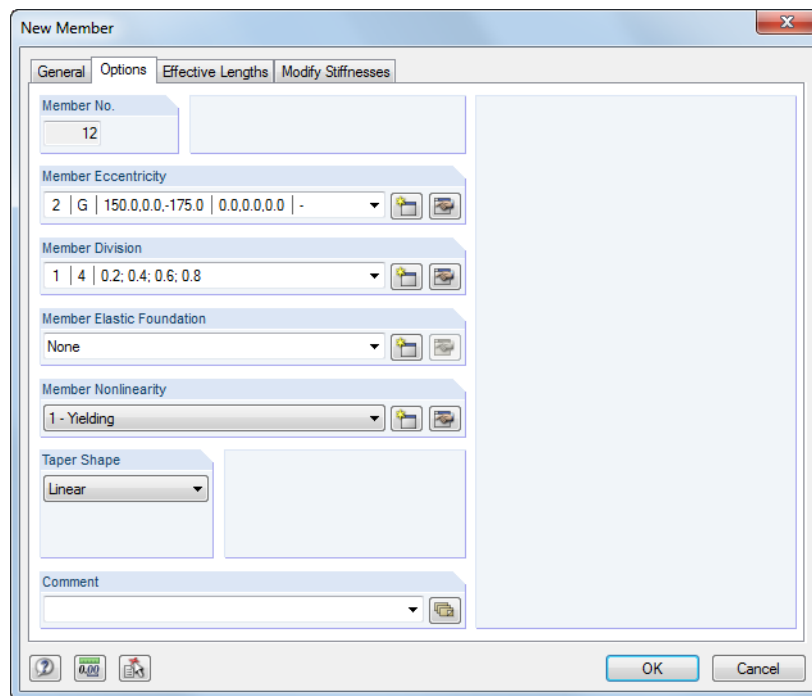 New Member
General Options Effective Lengths Modify Stiffnesses
Member No.
12
Member Eccentricity
2 | G | 150.0,0.0,-175.0 | 0.0,0.0,0.0 | -
Member Division
1 | 4 | 0.2; 0.4; 0.6; 0.8
Member Elastic Foundation
None
Member Nonlinearity
1 - Yielding
Taper Shape
Linear
Comment
0.00 OK Cancel